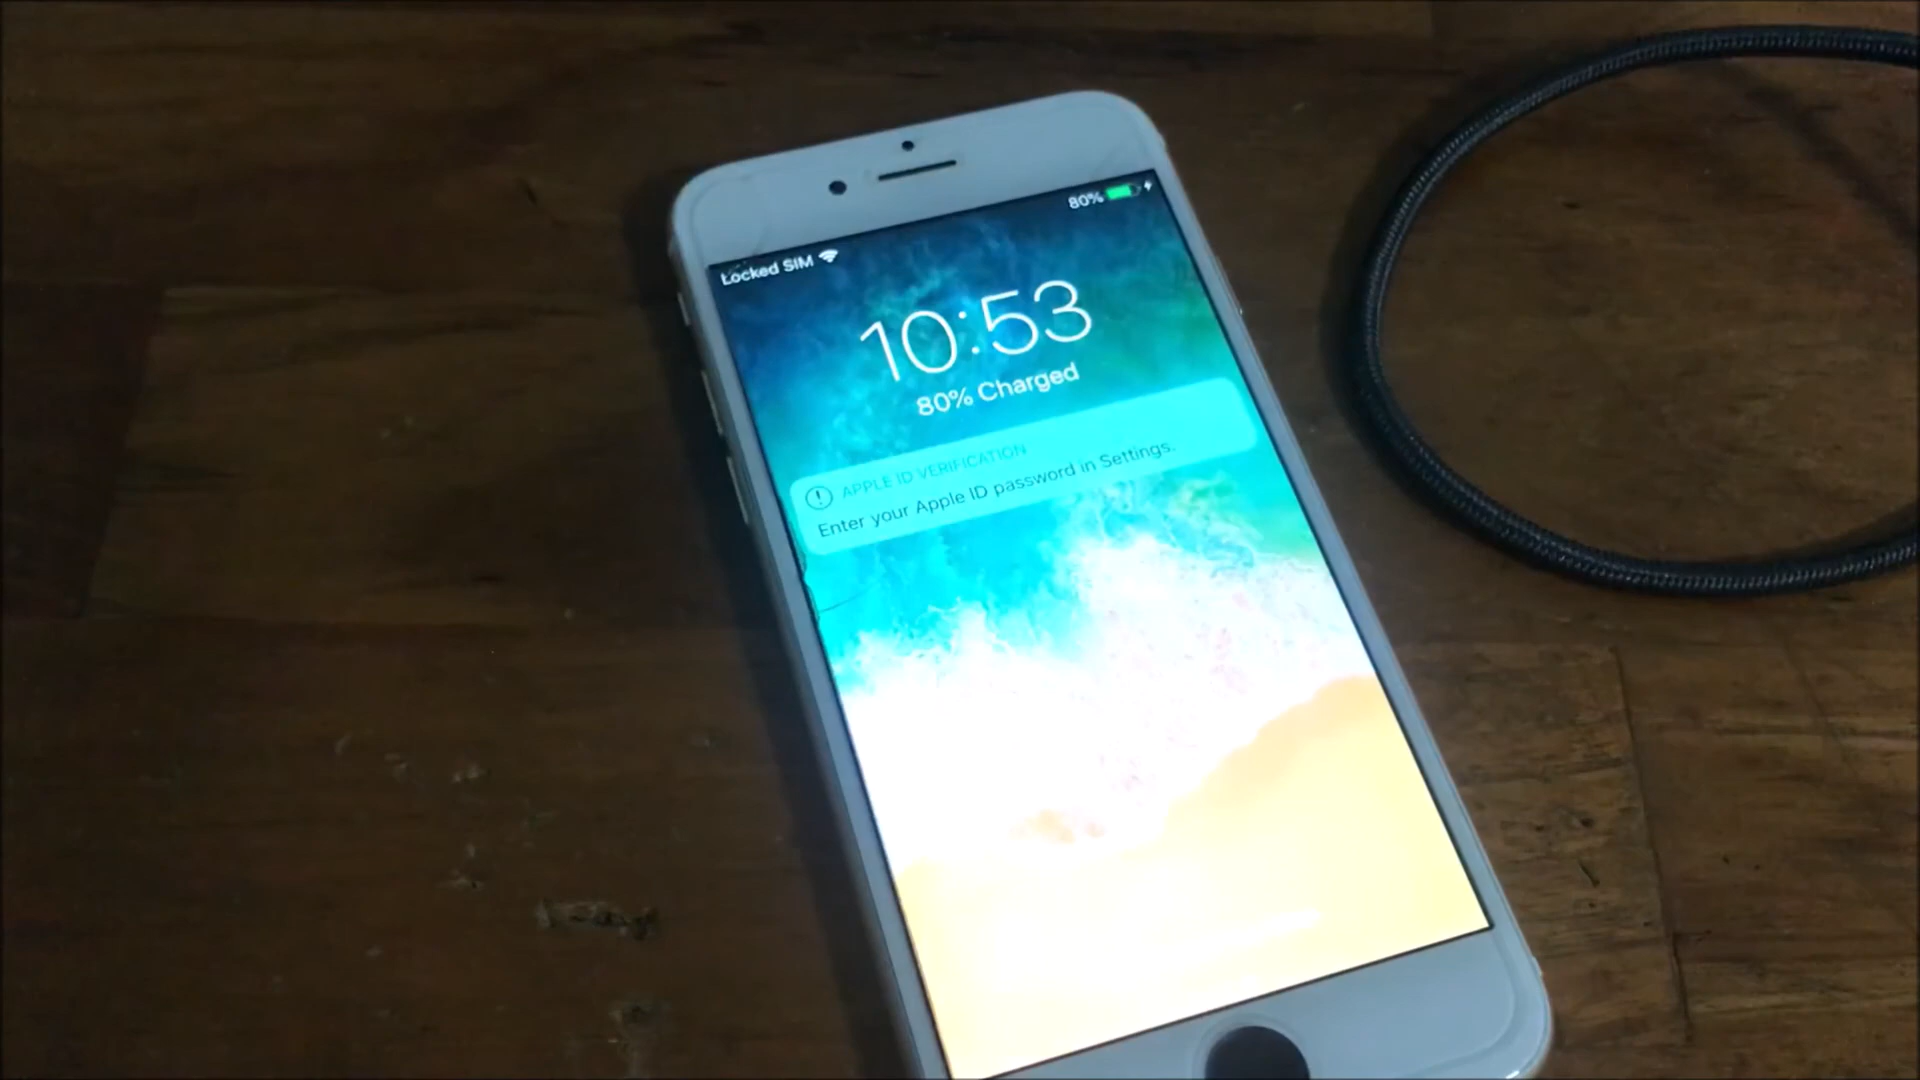 80%
Locked SIM
10:53
80% Charged
APPLE ID VERIFICATION
Enter your Apple ID password in Settings.